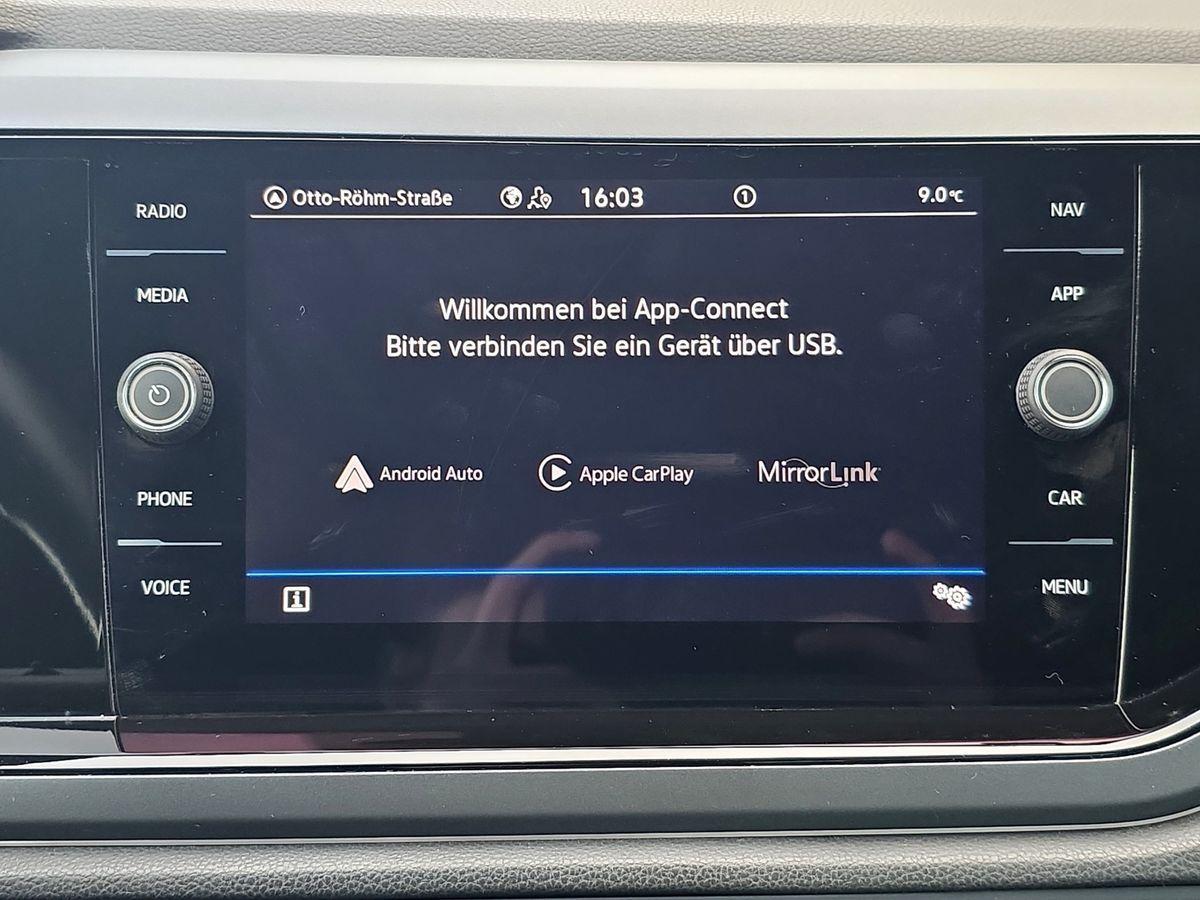 Otto-Röhm-Straße 16:03 1 9.0°C
RADIO
MEDIA
PHONE
VOICE
Willkommen bei App-Connect
Bitte verbinden Sie ein Gerät über USB.
Android Auto Apple CarPlay MirrorLink
i
NAV
APP
CAR
MENU